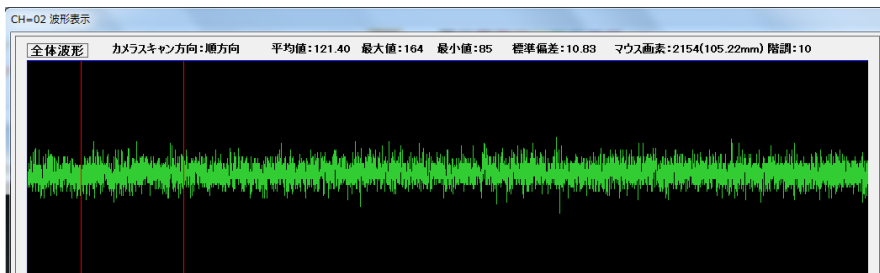 CH=02 波形表示
全体波形 カメラスキャン方向:順方向 平均値:121.40 最大値:164 最小値:85 標準偏差:10.83 マウス画素:2154(105.22mm) 階調:10